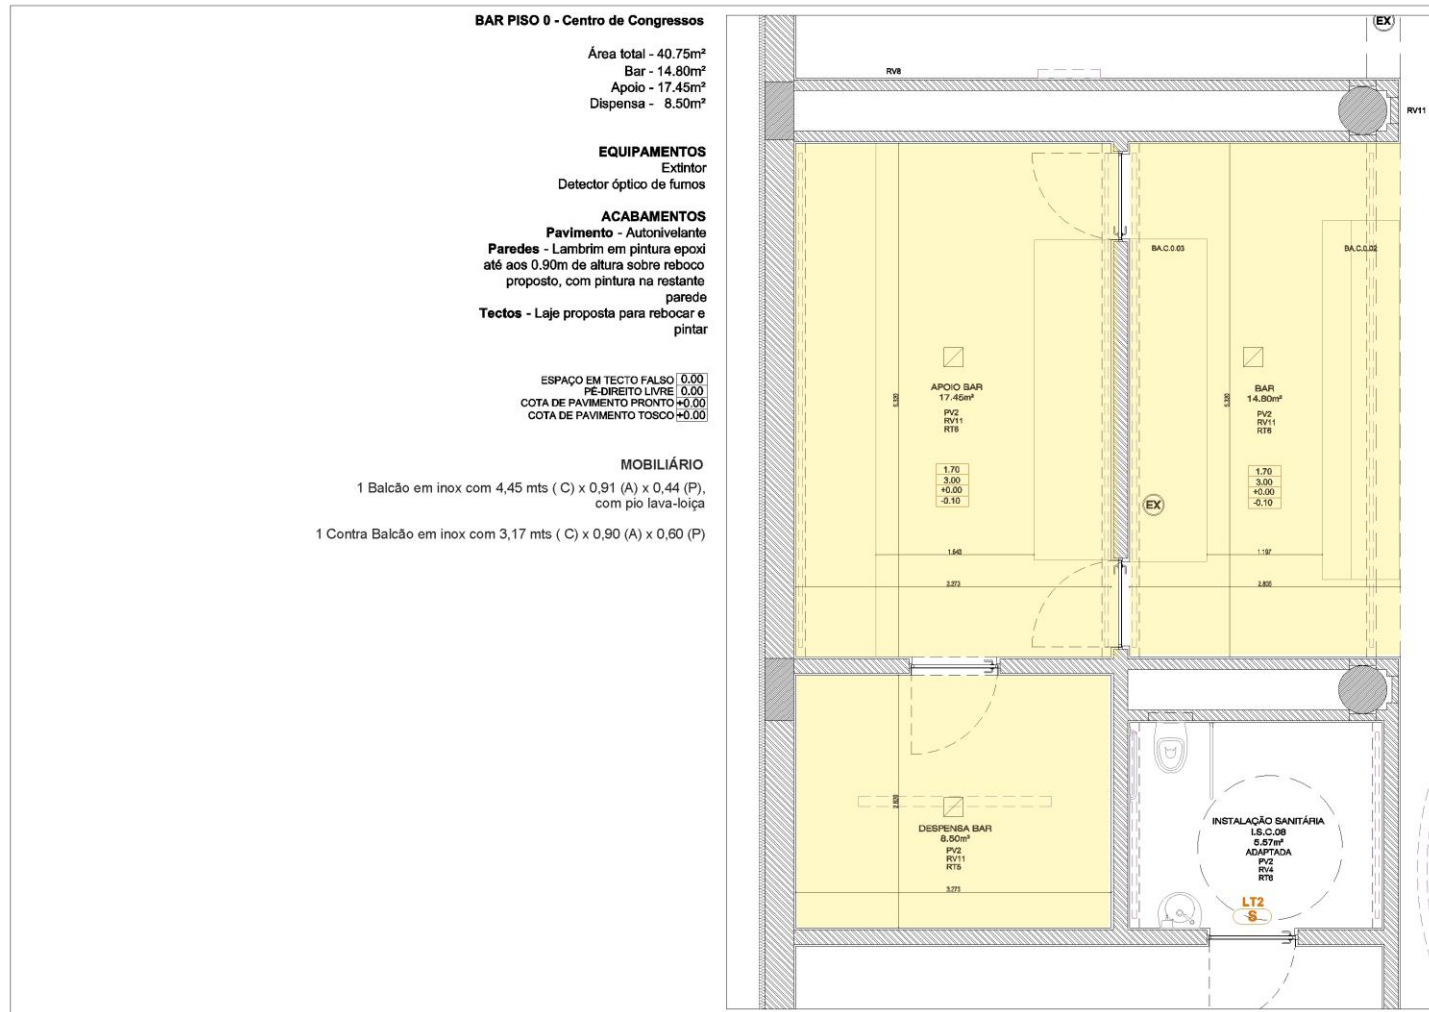 BAR PISO 0 - Centro de Congressos
Área total - 40.75m²
Bar - 14.80m²
Apoio - 17.45m²
Dispensa - 8.50m²
EQUIPAMENTOS
Extintor
Detector óptico de fumos
ACABAMENTOS
Pavimento - Autonivelante
Paredes - Lambrim em pintura epoxi
até aos 0.90m de altura sobre reboco
proposto, com pintura na restante
parede
Tectos - Laje proposta para rebocar e
pintar
ESPAÇO EM TECTO FALSO 0.00
PÉ-DIREITO LIVRE 0.00
COTA DE PAVIMENTO PRONTO +0.00
COTA DE PAVIMENTO TOSCO +0.00
MOBILIÁRIO
1 Balcão em inox com 4,45 mts ( C) x 0,91 (A) x 0,44 (P),
com pio lava-loiça
1 Contra Balcão em inox com 3,17 mts ( C) x 0,90 (A) x 0,60 (P)
EX
RV8
RV11
BA.C.0.03
BA.C.0.02
APOIO BAR
17.45m²
PV2
RV11
RT6
1.70
3.00
+0.00
-0.10
BAR
14.80m²
PV2
RV11
RT6
1.70
3.00
+0.00
-0.10
EX
3.273
1.197
DESPENSA BAR
8.50m²
PV2
RV11
RT5
3.273
INSTALAÇÃO SANITÁRIA
I.S.C.08
5.57m²
ADAPTADA
PV2
RV4
RT6
LT2
S